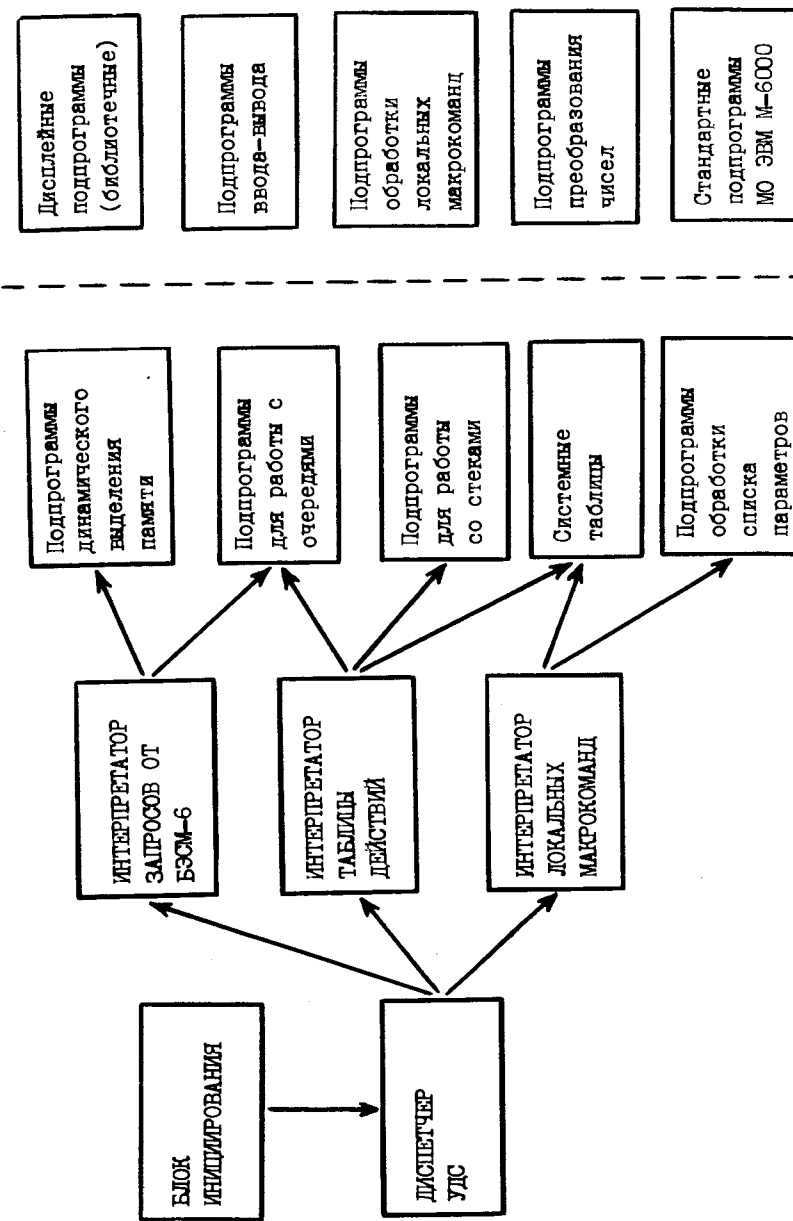 БЛОК
ИНИЦИИРОВАНИЯ
ДИСПЕТЧЕР
УДС
ИНТЕРПРЕТАТОР
ЗАПРОСОВ ОТ
БЭСМ-6
ИНТЕРПРЕТАТОР
ТАБЛИЦЫ
ДЕЙСТВИЙ
ИНТЕРПРЕТАТОР
ЛОКАЛЬНЫХ
МАКРОКОМАНД
Подпрограммы
динамического
выделения
памяти
Подпрограммы
для работы с
очередями
Подпрограммы
для работы
со стеками
Системные
таблицы
Подпрограммы
обработки
списка
параметров
Дисплейные
подпрограммы
(библиотечные)
Подпрограммы
ввода-вывода
Подпрограммы
обработки
локальных
макрокоманд
Подпрограммы
преобразования
чисел
Стандартные
подпрограммы
МО ЭВМ М-6000